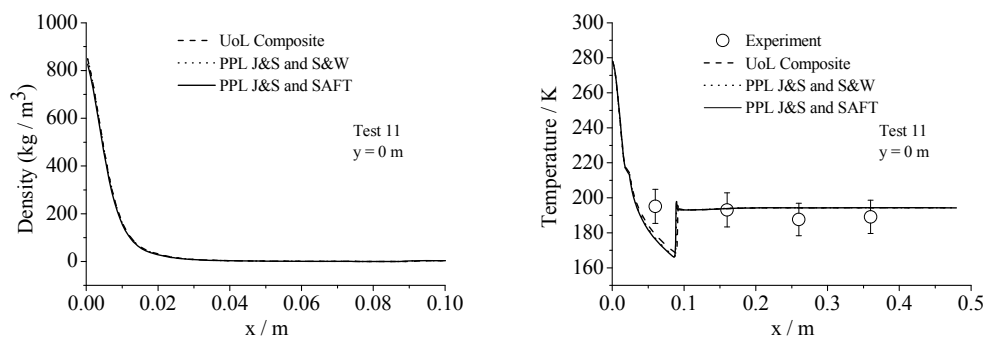 1000
800
600
400
200
0
0.00
0.02
0.04
0.06
0.08
0.10
Density (kg / m³)
x / m
UoL Composite
PPL J&S and S&W
PPL J&S and SAFT
Test 11
y = 0 m
300
280
260
240
220
200
180
160
0.0
0.1
0.2
0.3
0.4
0.5
Temperature / K
x / m
Experiment
UoL Composite
PPL J&S and S&W
PPL J&S and SAFT
Test 11
y = 0 m